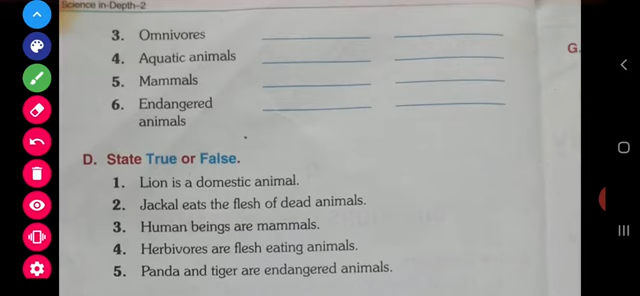 Science in-Depth–2
3. Omnivores
4. Aquatic animals
5. Mammals
6. Endangered
animals
G.
D. State True or False.
1. Lion is a domestic animal.
2. Jackal eats the flesh of dead animals.
3. Human beings are mammals.
4. Herbivores are flesh eating animals.
5. Panda and tiger are endangered animals.